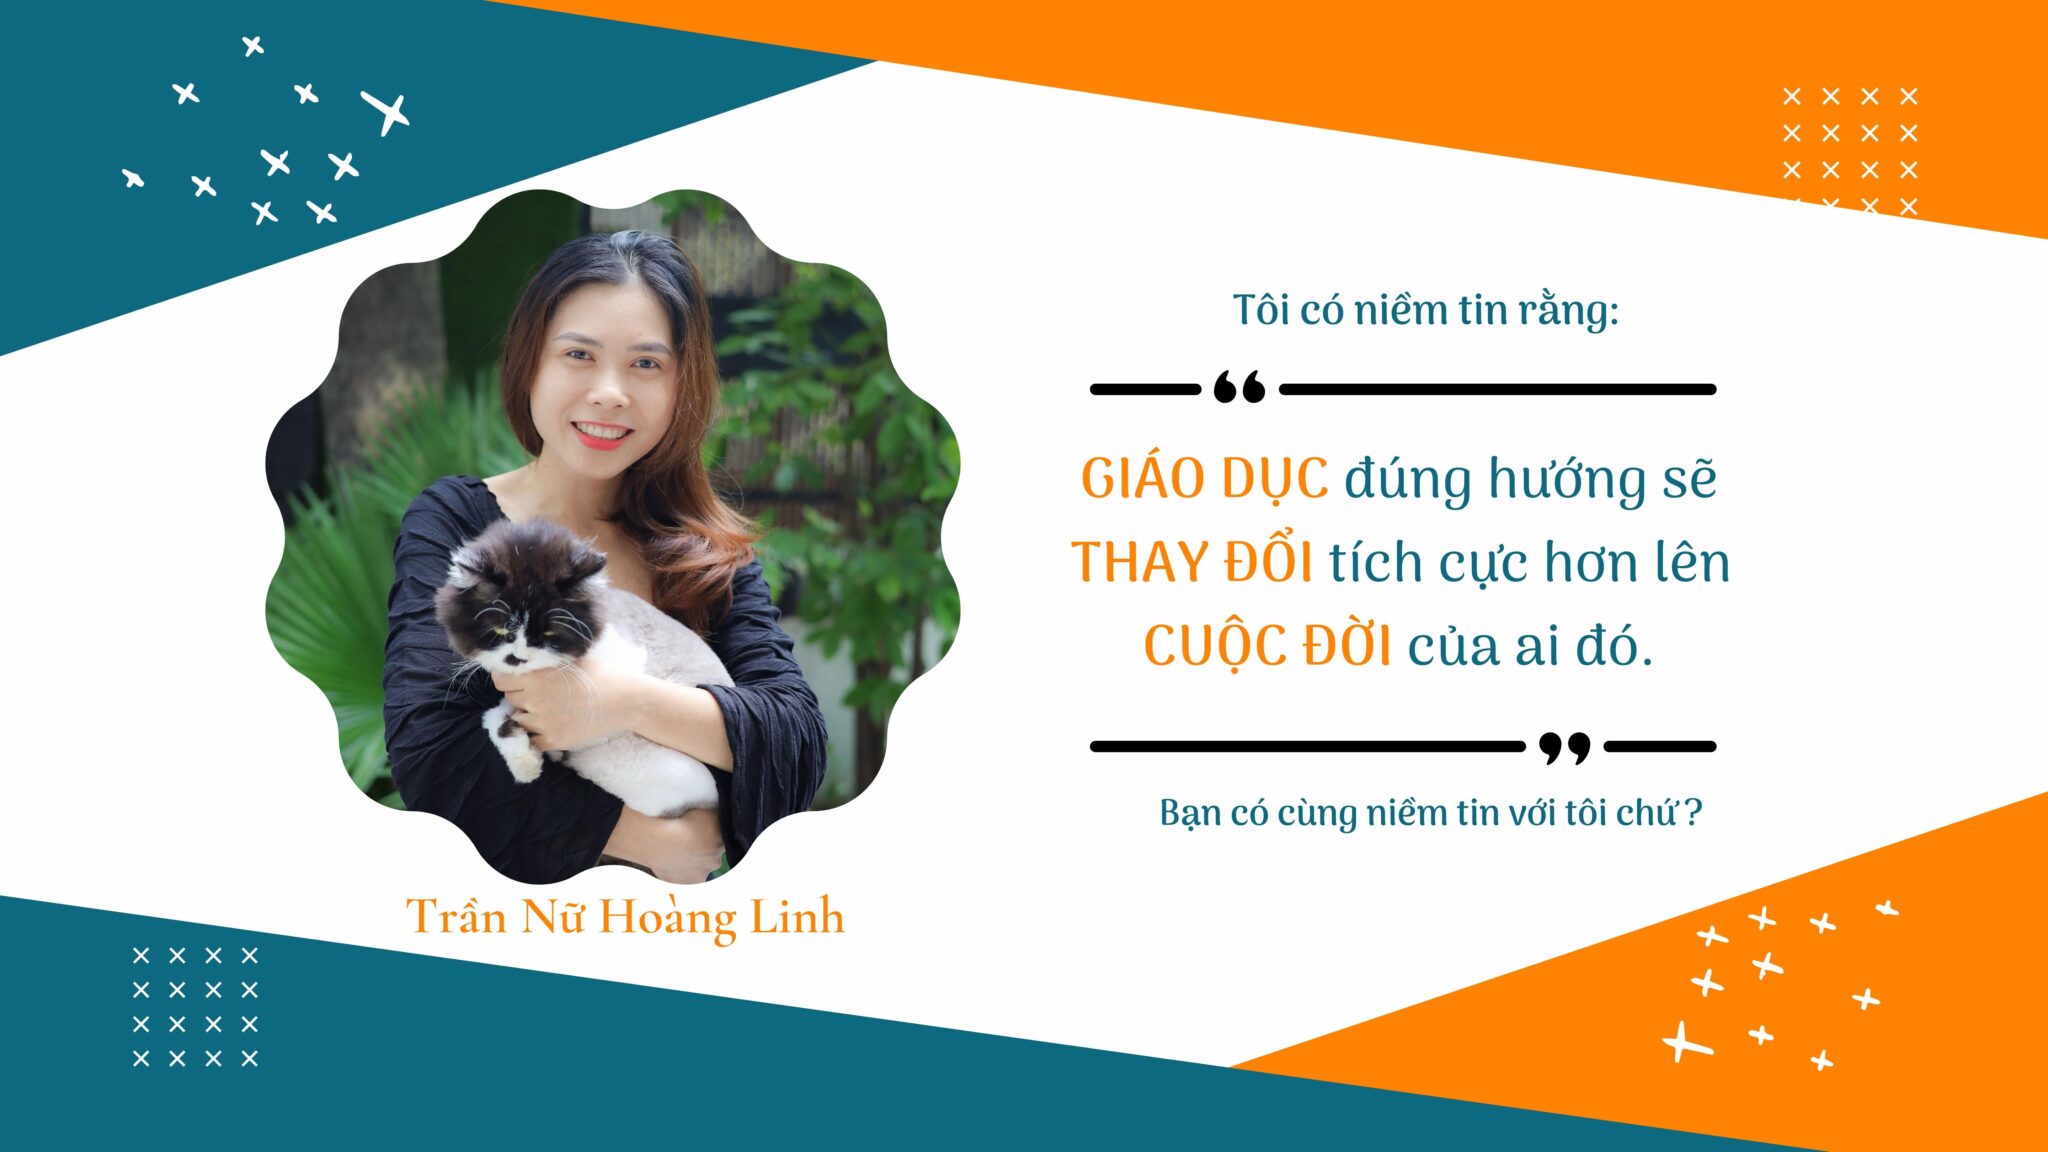 Tôi có niềm tin rằng:
“
GIÁO DỤC đúng hướng sẽ
THAY ĐỔI tích cực hơn lên
CUỘC ĐỜI của ai đó.
”
Bạn có cùng niềm tin với tôi chứ?
Trần Nữ Hoàng Linh